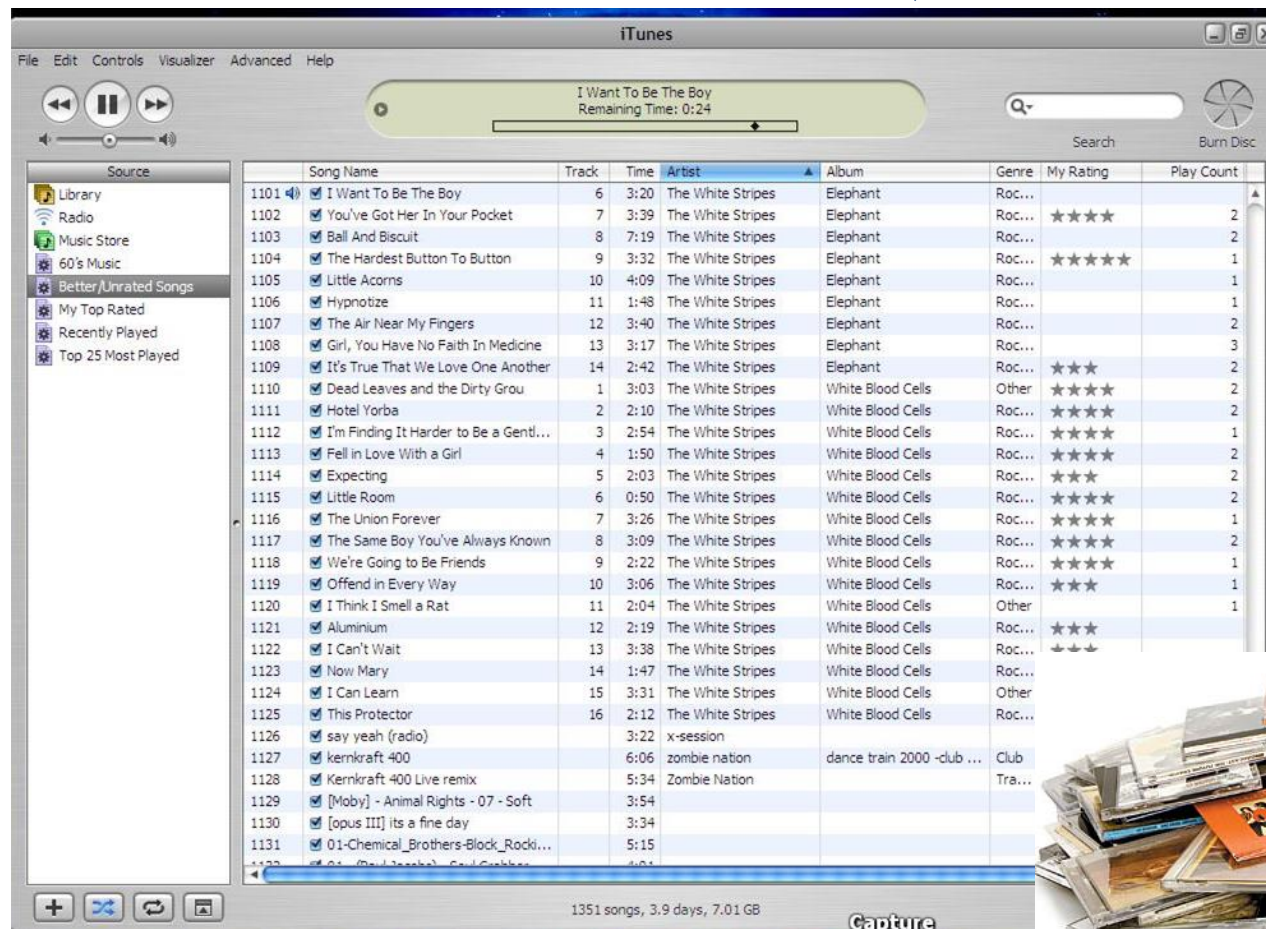 iTunes
File Edit Controls Visualizer Advanced Help
I Want To Be The Boy
Remaining Time: 0:24
Search
Burn Disc
Source
Library
Radio
Music Store
60's Music
Better/Unrated Songs
My Top Rated
Recently Played
Top 25 Most Played
Song Name Track Time Artist Album Genre My Rating Play Count
1101 I Want To Be The Boy 6 3:20 The White Stripes Elephant Roc...
1102 You've Got Her In Your Pocket 7 3:39 The White Stripes Elephant Roc... ★★★★ 2
1103 Ball And Biscuit 8 7:19 The White Stripes Elephant Roc... 2
1104 The Hardest Button To Button 9 3:32 The White Stripes Elephant Roc... ★★★★★ 1
1105 Little Acorns 10 4:09 The White Stripes Elephant Roc... 1
1106 Hypnotize 11 1:48 The White Stripes Elephant Roc... 1
1107 The Air Near My Fingers 12 3:40 The White Stripes Elephant Roc... 2
1108 Girl, You Have No Faith In Medicine 13 3:17 The White Stripes Elephant Roc... 3
1109 It's True That We Love One Another 14 2:42 The White Stripes Elephant Roc... ★★★ 2
1110 Dead Leaves and the Dirty Grou 1 3:03 The White Stripes White Blood Cells Other ★★★★ 2
1111 Hotel Yorba 2 2:10 The White Stripes White Blood Cells Roc... ★★★★ 2
1112 I'm Finding It Harder to Be a Gentl... 3 2:54 The White Stripes White Blood Cells Roc... ★★★★ 1
1113 Fell in Love With a Girl 4 1:50 The White Stripes White Blood Cells Roc... ★★★★ 2
1114 Expecting 5 2:03 The White Stripes White Blood Cells Roc... ★★★ 2
1115 Little Room 6 0:50 The White Stripes White Blood Cells Roc... ★★★★ 2
1116 The Union Forever 7 3:26 The White Stripes White Blood Cells Roc... ★★★★ 1
1117 The Same Boy You've Always Known 8 3:09 The White Stripes White Blood Cells Roc... ★★★★ 2
1118 We're Going to Be Friends 9 2:22 The White Stripes White Blood Cells Roc... ★★★★ 1
1119 Offend in Every Way 10 3:06 The White Stripes White Blood Cells Roc... ★★★ 1
1120 I Think I Smell a Rat 11 2:04 The White Stripes White Blood Cells Other 1
1121 Aluminium 12 2:19 The White Stripes White Blood Cells Roc... ★★★
1122 I Can't Wait 13 3:38 The White Stripes White Blood Cells Roc... ★★★
1123 Now Mary 14 1:47 The White Stripes White Blood Cells Roc...
1124 I Can Learn 15 3:31 The White Stripes White Blood Cells Other
1125 This Protector 16 2:12 The White Stripes White Blood Cells Roc...
1126 say yeah (radio) 3:22 x-session
1127 kernkraft 400 6:06 zombie nation dance train 2000 -club ... Club
1128 Kernkraft 400 Live remix 5:34 Zombie Nation Tra...
1129 [Moby] - Animal Rights - 07 - Soft 3:54
1130 [opus III] its a fine day 3:34
1131 01-Chemical_Brothers-Block_Rocki... 5:15
1351 songs, 3.9 days, 7.01 GB
Capture